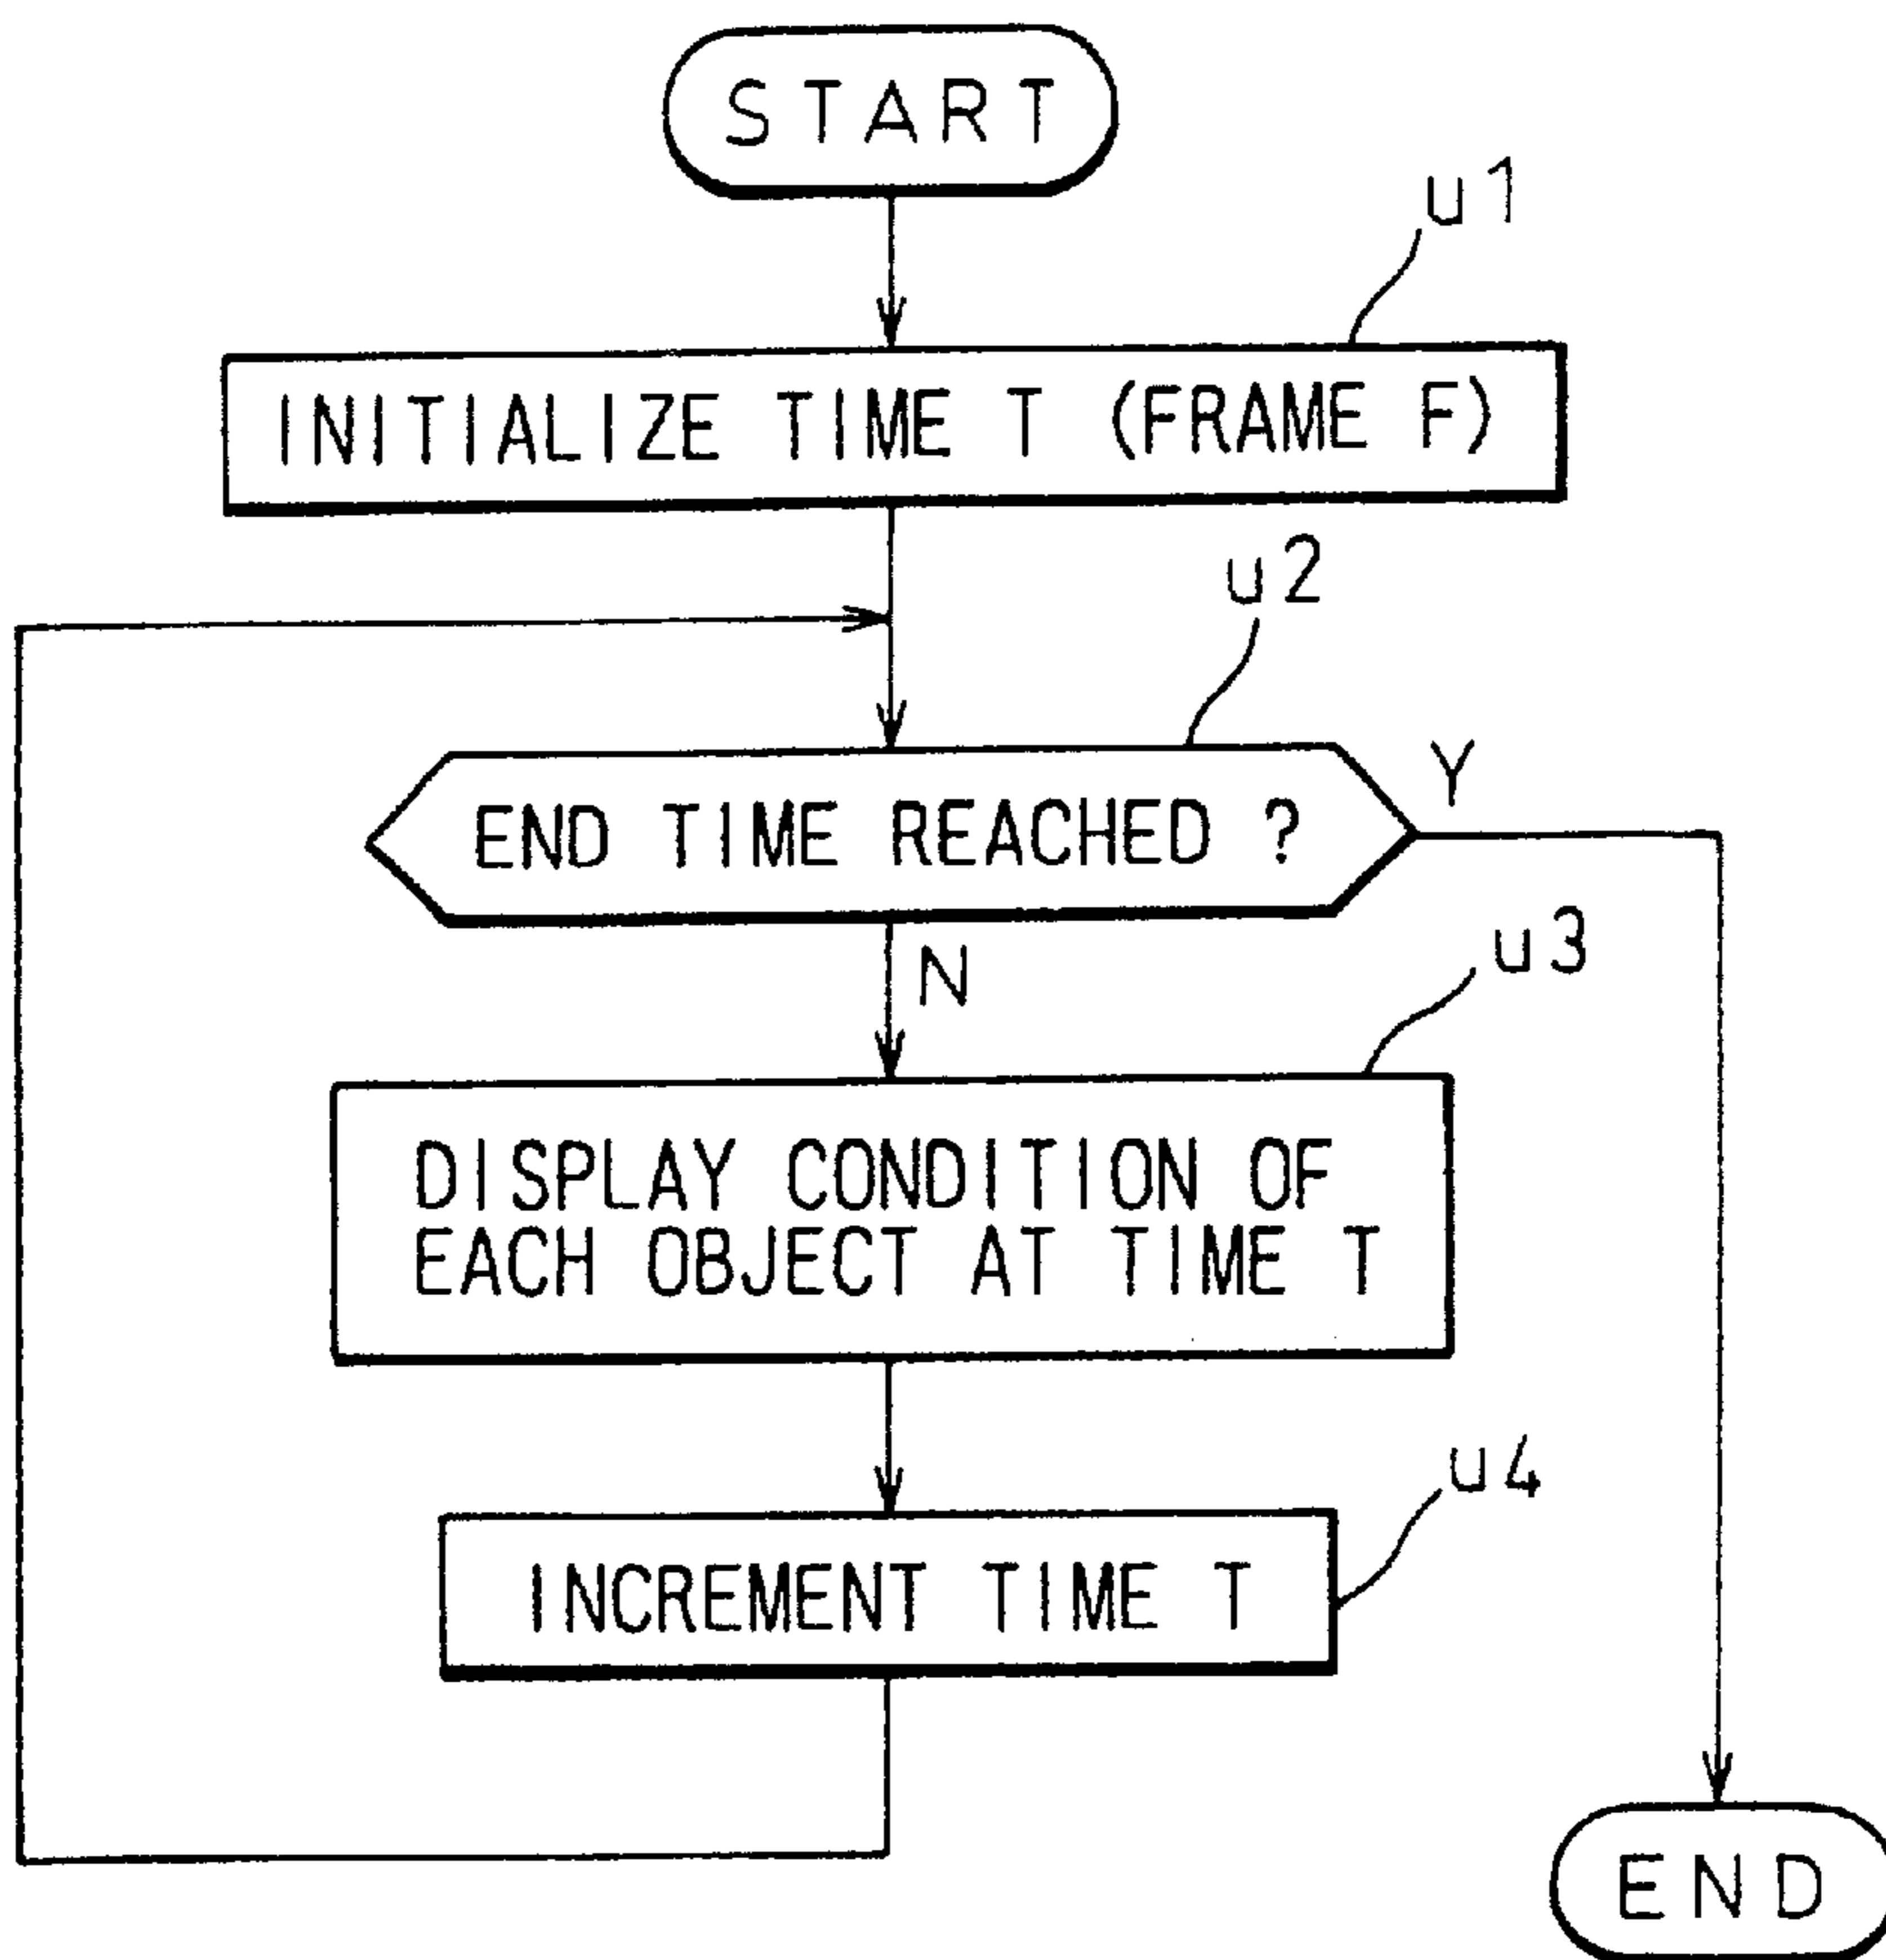 START
u1
INITIALIZE TIME T (FRAME F)
u2
END TIME REACHED ?
Y
N
u3
DISPLAY CONDITION OF
EACH OBJECT AT TIME T
u4
INCREMENT TIME T
END